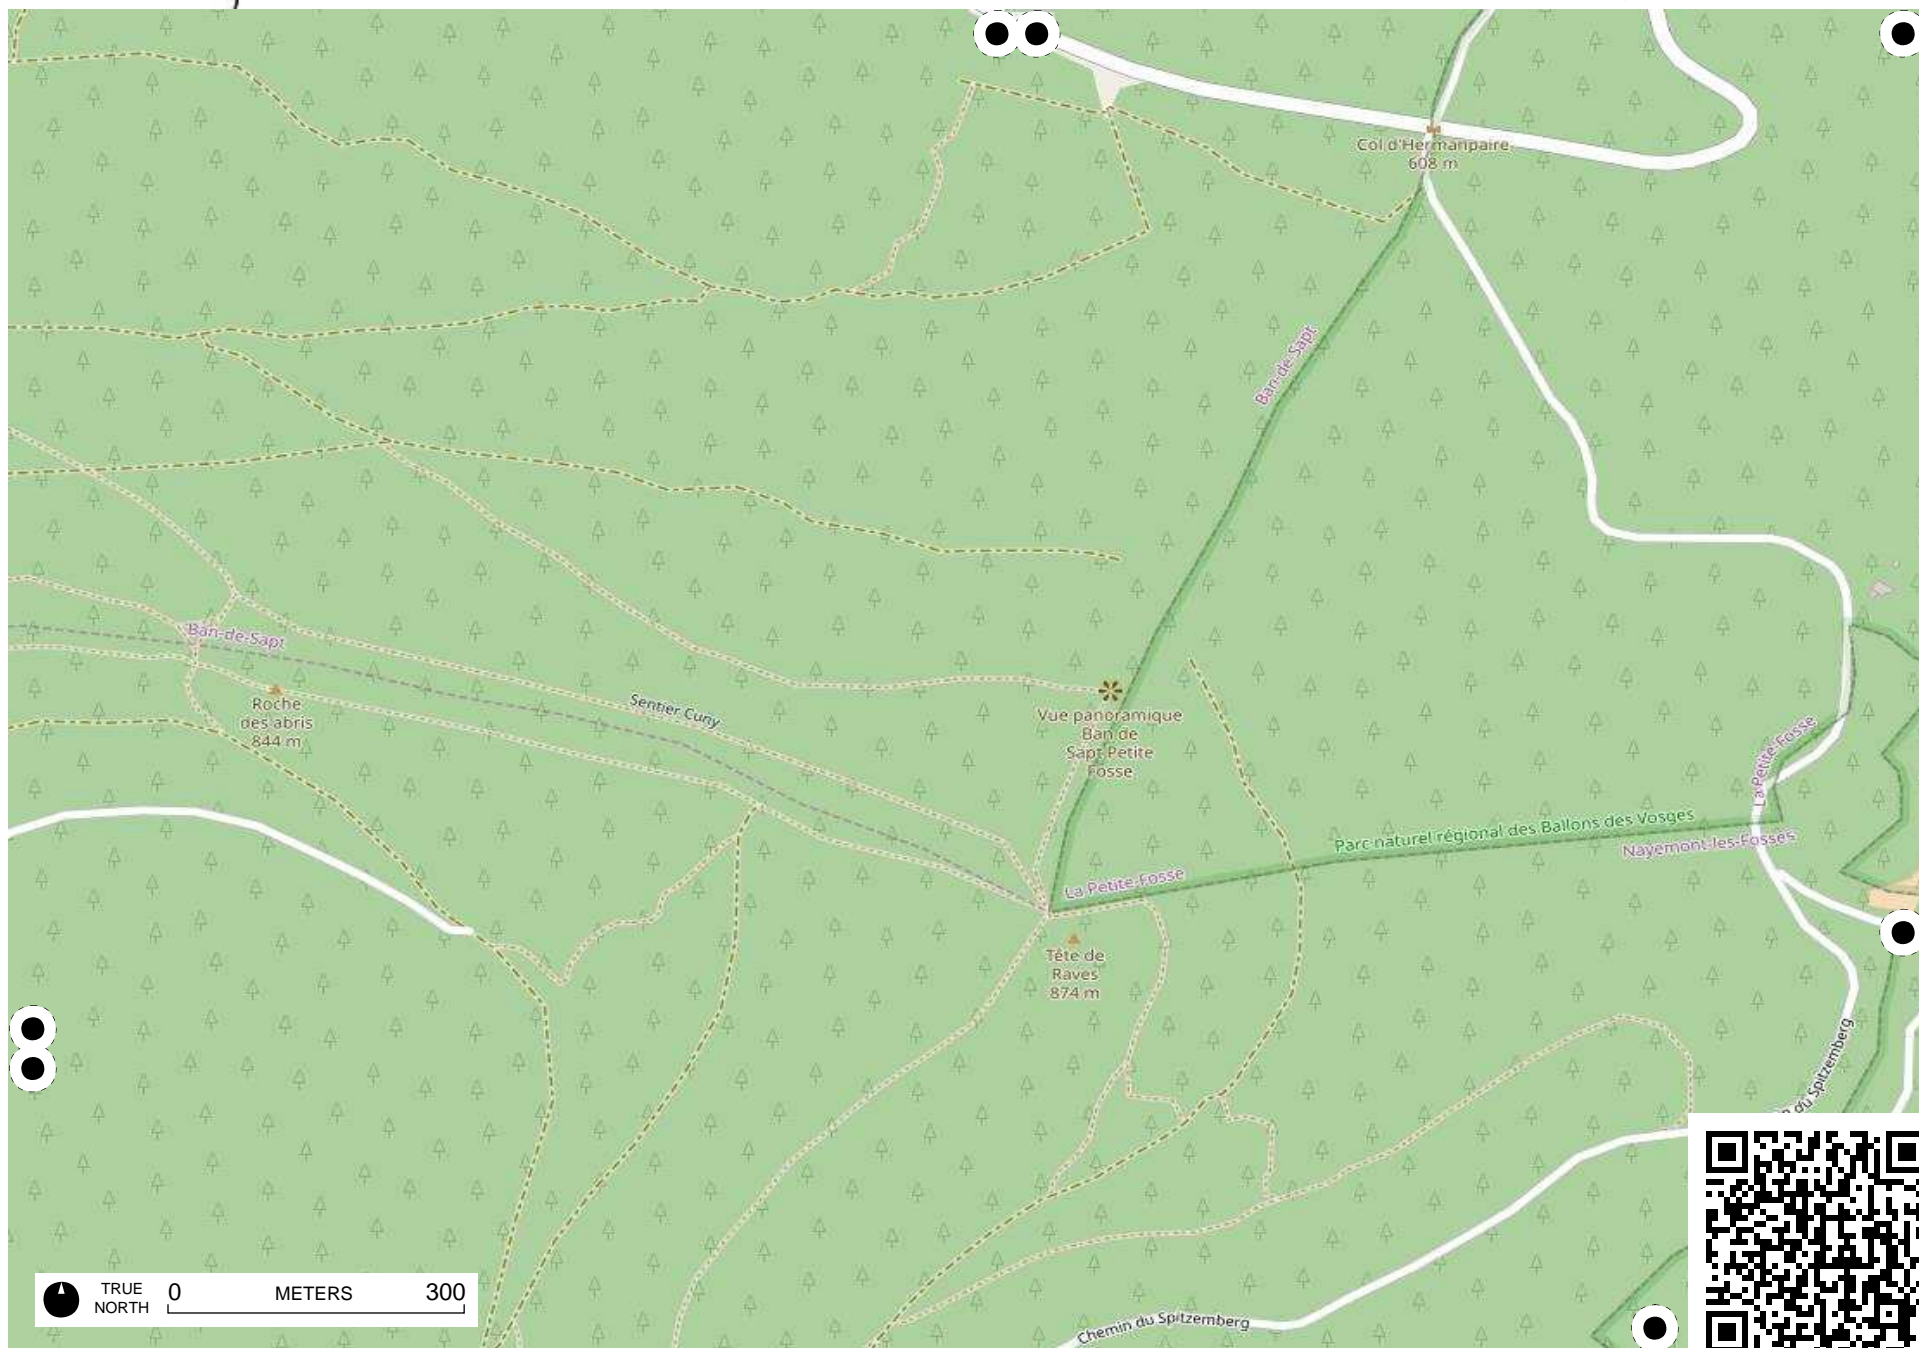 Col d'Hermanpaire
608 m
Ban-de-Sapt
Ban-de-Sapt
Roche
des abris
844 m
Sentier Cuny
Vue panoramique
Ban de
Sapt Petite
Fosse
La Petite-Fosse
Parc naturel régional des Ballons des Vosges
Nayemont-les-Fosses
La Petite-Fosse
Tête de
Raves
874 m
du Spitzemberg
Chemin du Spitzemberg
TRUE
NORTH
0 METERS 300